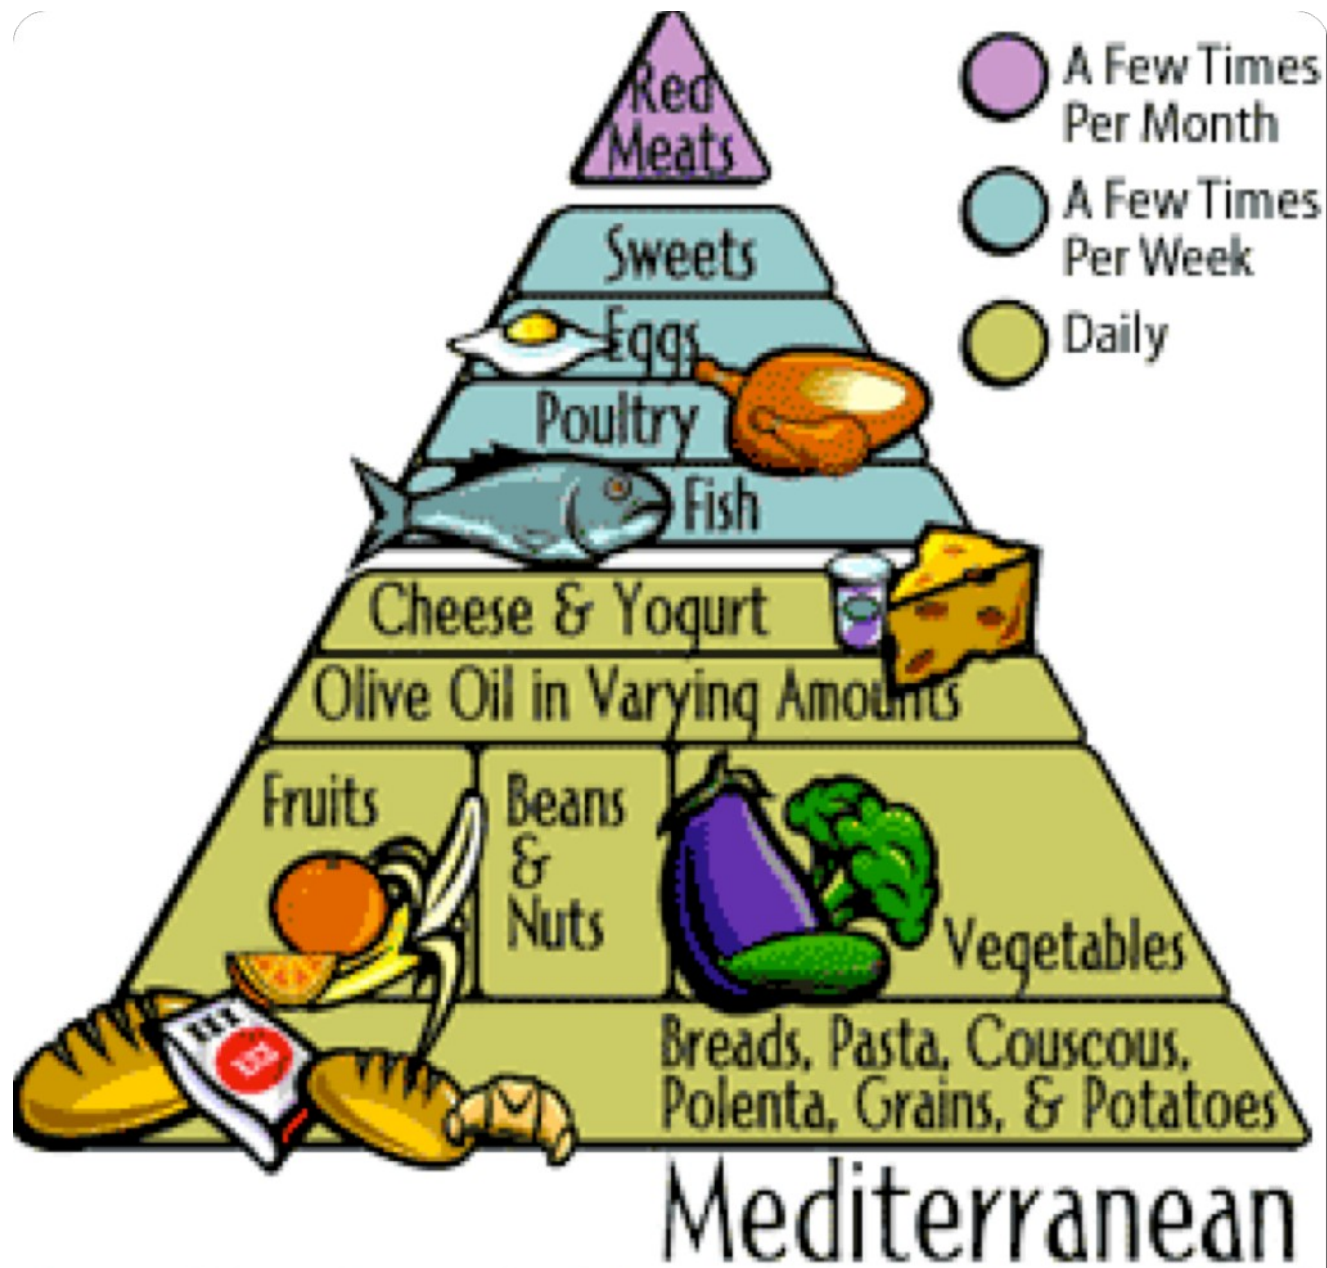 Red
Meats
A Few Times
Per Month
Sweets
A Few Times
Per Week
Eggs
Daily
Poultry
Fish
Cheese & Yogurt
Olive Oil in Varying Amounts
Fruits
Beans
&
Nuts
Vegetables
Breads, Pasta, Couscous,
Polenta, Grains, & Potatoes
Mediterranean